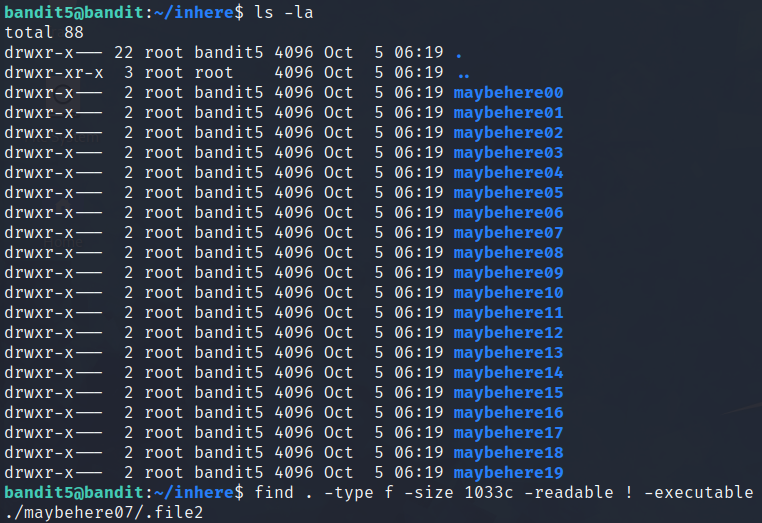 bandit5@bandit:~/inhere$ ls -la
total 88
drwxr-x--- 22 root bandit5 4096 Oct  5 06:19 .
drwxr-xr-x  3 root root    4096 Oct  5 06:19 ..
drwxr-x---  2 root bandit5 4096 Oct  5 06:19 maybehere00
drwxr-x---  2 root bandit5 4096 Oct  5 06:19 maybehere01
drwxr-x---  2 root bandit5 4096 Oct  5 06:19 maybehere02
drwxr-x---  2 root bandit5 4096 Oct  5 06:19 maybehere03
drwxr-x---  2 root bandit5 4096 Oct  5 06:19 maybehere04
drwxr-x---  2 root bandit5 4096 Oct  5 06:19 maybehere05
drwxr-x---  2 root bandit5 4096 Oct  5 06:19 maybehere06
drwxr-x---  2 root bandit5 4096 Oct  5 06:19 maybehere07
drwxr-x---  2 root bandit5 4096 Oct  5 06:19 maybehere08
drwxr-x---  2 root bandit5 4096 Oct  5 06:19 maybehere09
drwxr-x---  2 root bandit5 4096 Oct  5 06:19 maybehere10
drwxr-x---  2 root bandit5 4096 Oct  5 06:19 maybehere11
drwxr-x---  2 root bandit5 4096 Oct  5 06:19 maybehere12
drwxr-x---  2 root bandit5 4096 Oct  5 06:19 maybehere13
drwxr-x---  2 root bandit5 4096 Oct  5 06:19 maybehere14
drwxr-x---  2 root bandit5 4096 Oct  5 06:19 maybehere15
drwxr-x---  2 root bandit5 4096 Oct  5 06:19 maybehere16
drwxr-x---  2 root bandit5 4096 Oct  5 06:19 maybehere17
drwxr-x---  2 root bandit5 4096 Oct  5 06:19 maybehere18
drwxr-x---  2 root bandit5 4096 Oct  5 06:19 maybehere19
bandit5@bandit:~/inhere$ find . -type f -size 1033c -readable ! -executable
./maybehere07/.file2